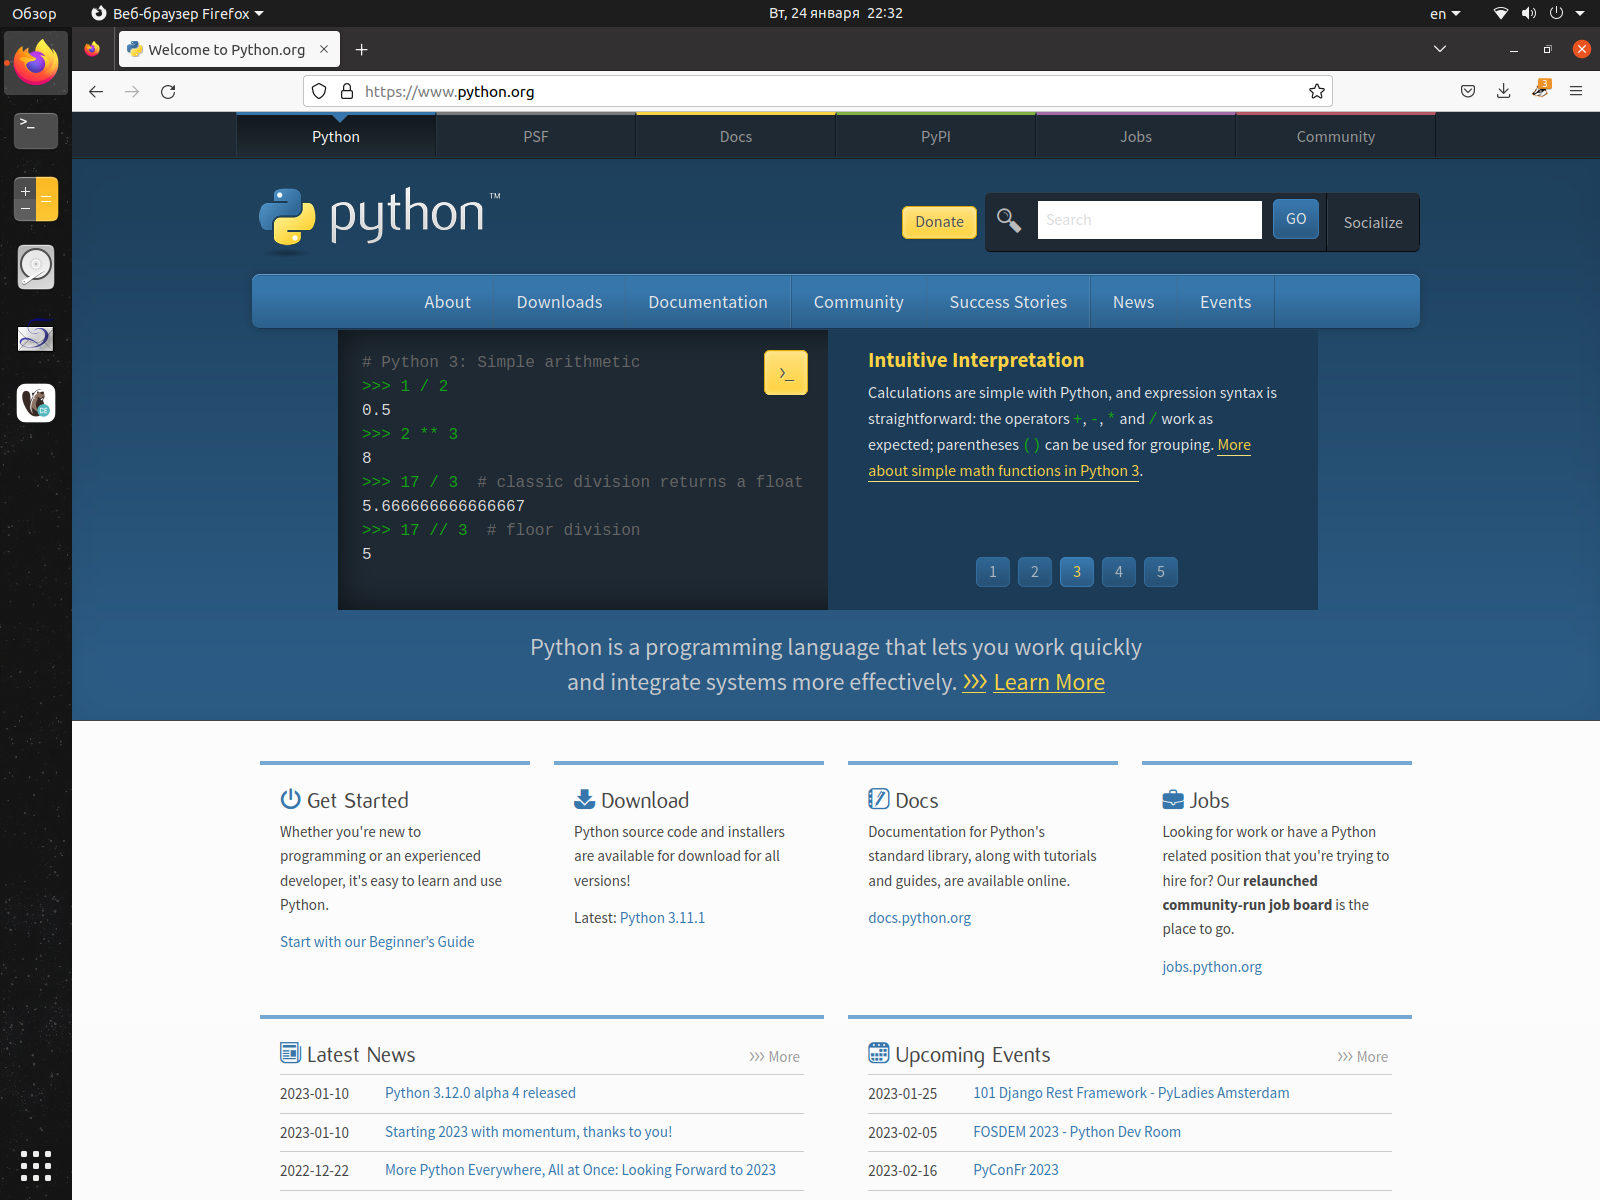 Обзор
Веб-браузер Firefox
Вт, 24 января 22:32
en
Welcome to Python.org
https://www.python.org
3
Python
PSF
Docs
PyPI
Jobs
Community
python™
Donate
Search
GO
Socialize
About
Downloads
Documentation
Community
Success Stories
News
Events
# Python 3: Simple arithmetic
>>> 1 / 2
0.5
>>> 2 ** 3
8
>>> 17 / 3  # classic division returns a float
5.666666666666667
>>> 17 // 3  # floor division
5
>_
Intuitive Interpretation
Calculations are simple with Python, and expression syntax is
straightforward: the operators +, -, * and / work as
expected; parentheses () can be used for grouping. More
about simple math functions in Python 3.
1
2
3
4
5
Python is a programming language that lets you work quickly
and integrate systems more effectively. >>> Learn More
Get Started
Whether you're new to
programming or an experienced
developer, it's easy to learn and use
Python.
Start with our Beginner’s Guide
Download
Python source code and installers
are available for download for all
versions!
Latest: Python 3.11.1
Docs
Documentation for Python's
standard library, along with tutorials
and guides, are available online.
docs.python.org
Jobs
Looking for work or have a Python
related position that you're trying to
hire for? Our relaunched
community-run job board is the
place to go.
jobs.python.org
Latest News
>>> More
2023-01-10 Python 3.12.0 alpha 4 released
2023-01-10 Starting 2023 with momentum, thanks to you!
2022-12-22 More Python Everywhere, All at Once: Looking Forward to 2023
Upcoming Events
>>> More
2023-01-25 101 Django Rest Framework - PyLadies Amsterdam
2023-02-05 FOSDEM 2023 - Python Dev Room
2023-02-16 PyConFr 2023